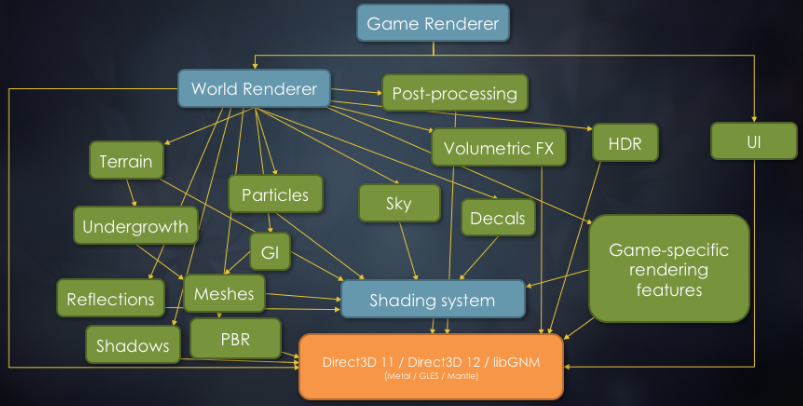 Game Renderer
World Renderer
Post-processing
Terrain
Volumetric FX
HDR
UI
Particles
Sky
Decals
Undergrowth
GI
Game-specific
rendering
features
Reflections
Meshes
Shading system
Shadows
PBR
Direct3D 11 / Direct3D 12 / libGNM
(Metal / GLES / Mantle)